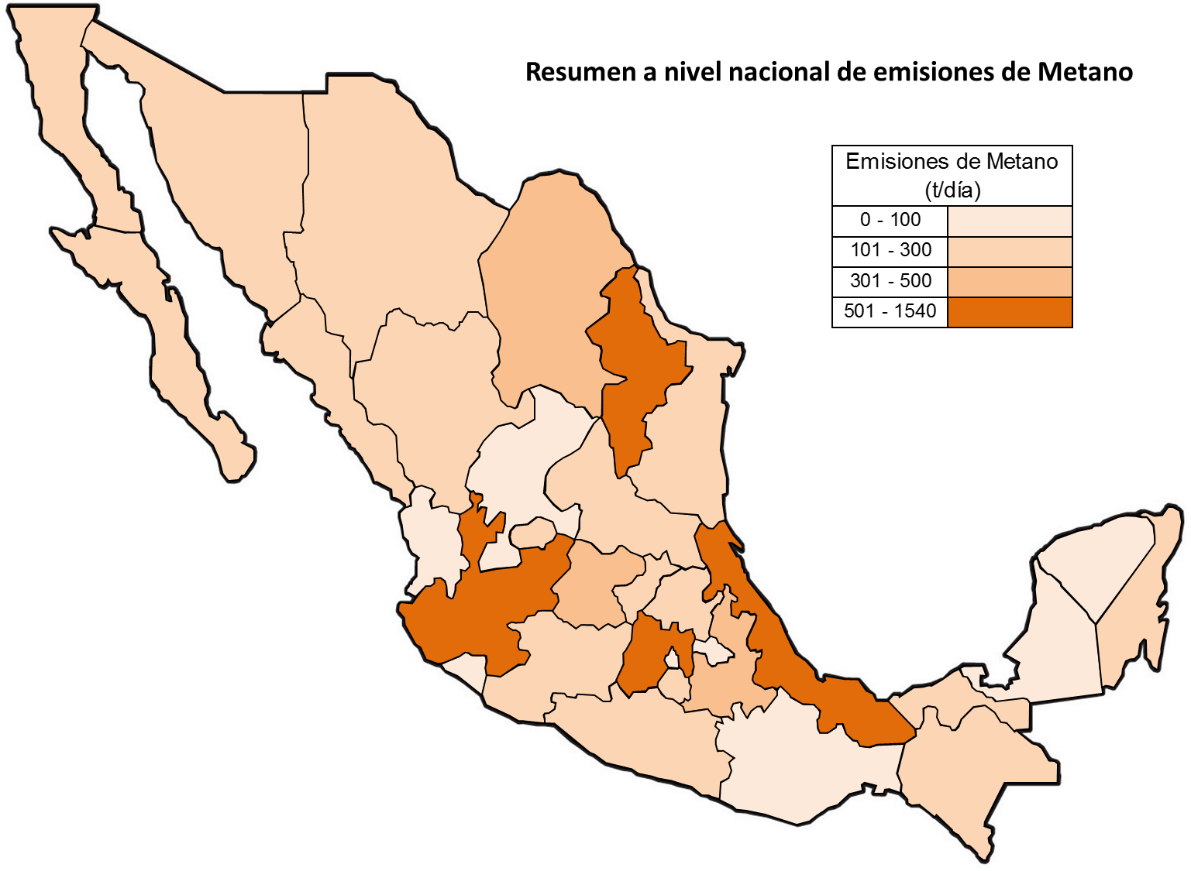 Resumen a nivel nacional de emisiones de Metano
Emisiones de Metano
(t/día)
0 - 100
101 - 300
301 - 500
501 - 1540